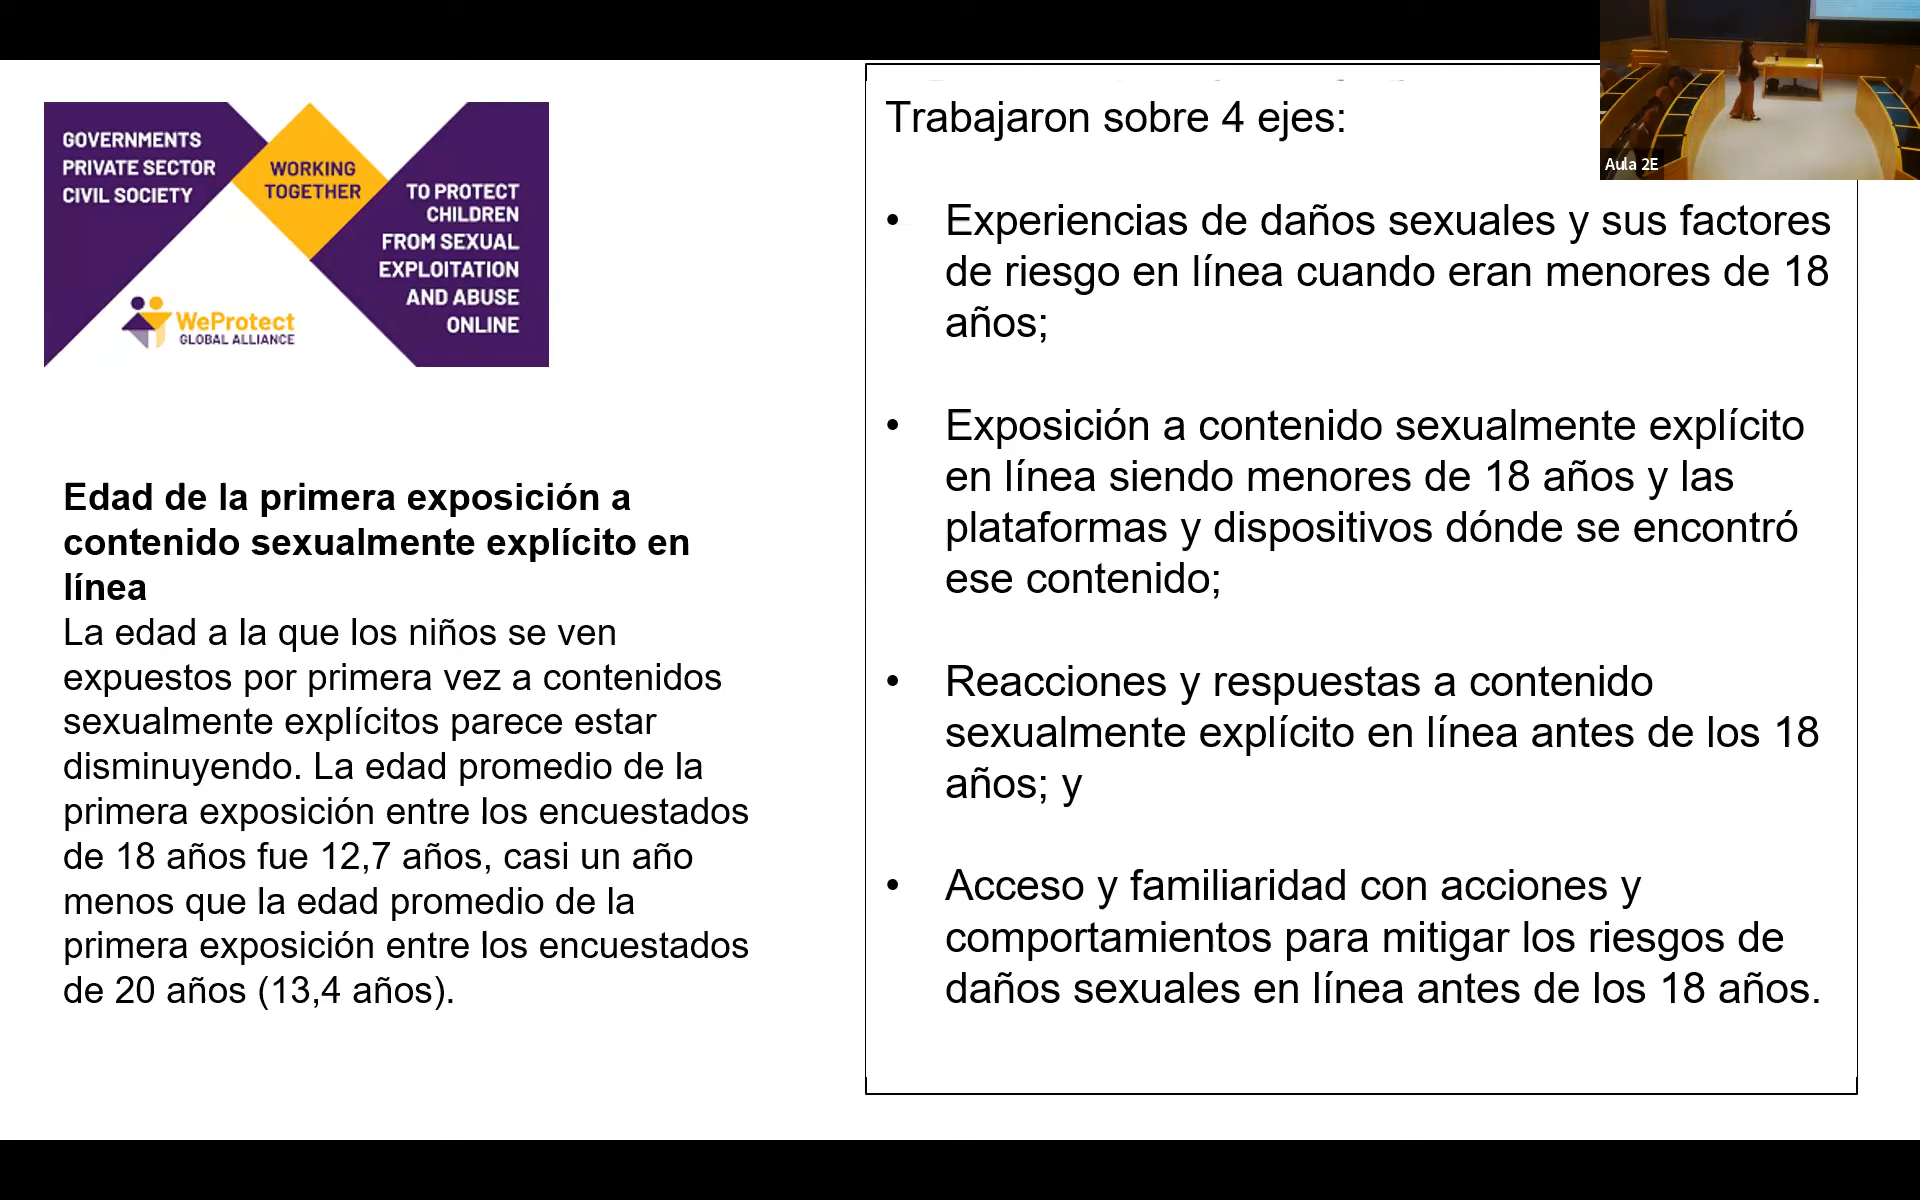 GOVERNMENTS
PRIVATE SECTOR
CIVIL SOCIETY
WORKING
TOGETHER
TO PROTECT
CHILDREN
FROM SEXUAL
EXPLOITATION
AND ABUSE
ONLINE
WeProtect
GLOBAL ALLIANCE
Edad de la primera exposición a
contenido sexualmente explícito en
línea
La edad a la que los niños se ven
expuestos por primera vez a contenidos
sexualmente explícitos parece estar
disminuyendo. La edad promedio de la
primera exposición entre los encuestados
de 18 años fue 12,7 años, casi un año
menos que la edad promedio de la
primera exposición entre los encuestados
de 20 años (13,4 años).
Trabajaron sobre 4 ejes:
• Experiencias de daños sexuales y sus factores
de riesgo en línea cuando eran menores de 18
años;
• Exposición a contenido sexualmente explícito
en línea siendo menores de 18 años y las
plataformas y dispositivos dónde se encontró
ese contenido;
• Reacciones y respuestas a contenido
sexualmente explícito en línea antes de los 18
años; y
• Acceso y familiaridad con acciones y
comportamientos para mitigar los riesgos de
daños sexuales en línea antes de los 18 años.
Aula 2E